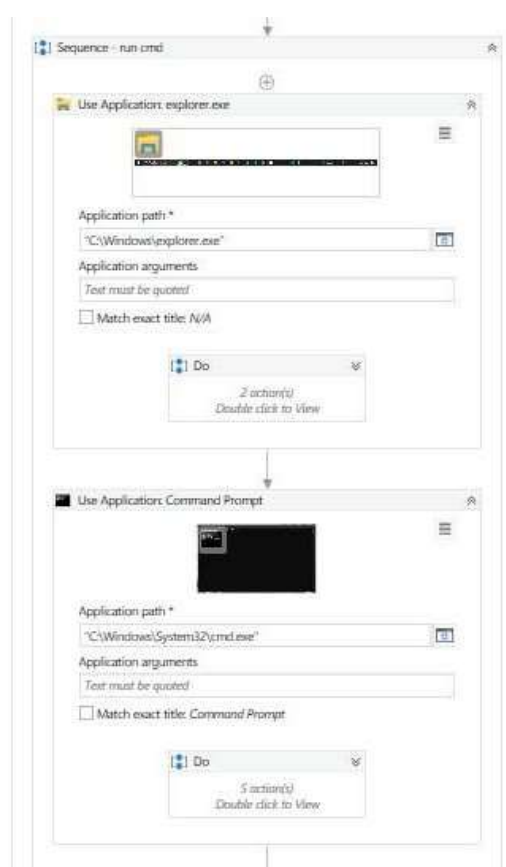 Sequence - run cmd
Use Application: explorer.exe
Application path *
"C:\Windows\explorer.exe"
Application arguments
Text must be quoted
Match exact title: N/A
Do
2 action(s)
Double click to View
Use Application: Command Prompt
Application path *
"C:\Windows\System32\cmd.exe"
Application arguments
Text must be quoted
Match exact title: Command Prompt
Do
5 action(s)
Double click to View